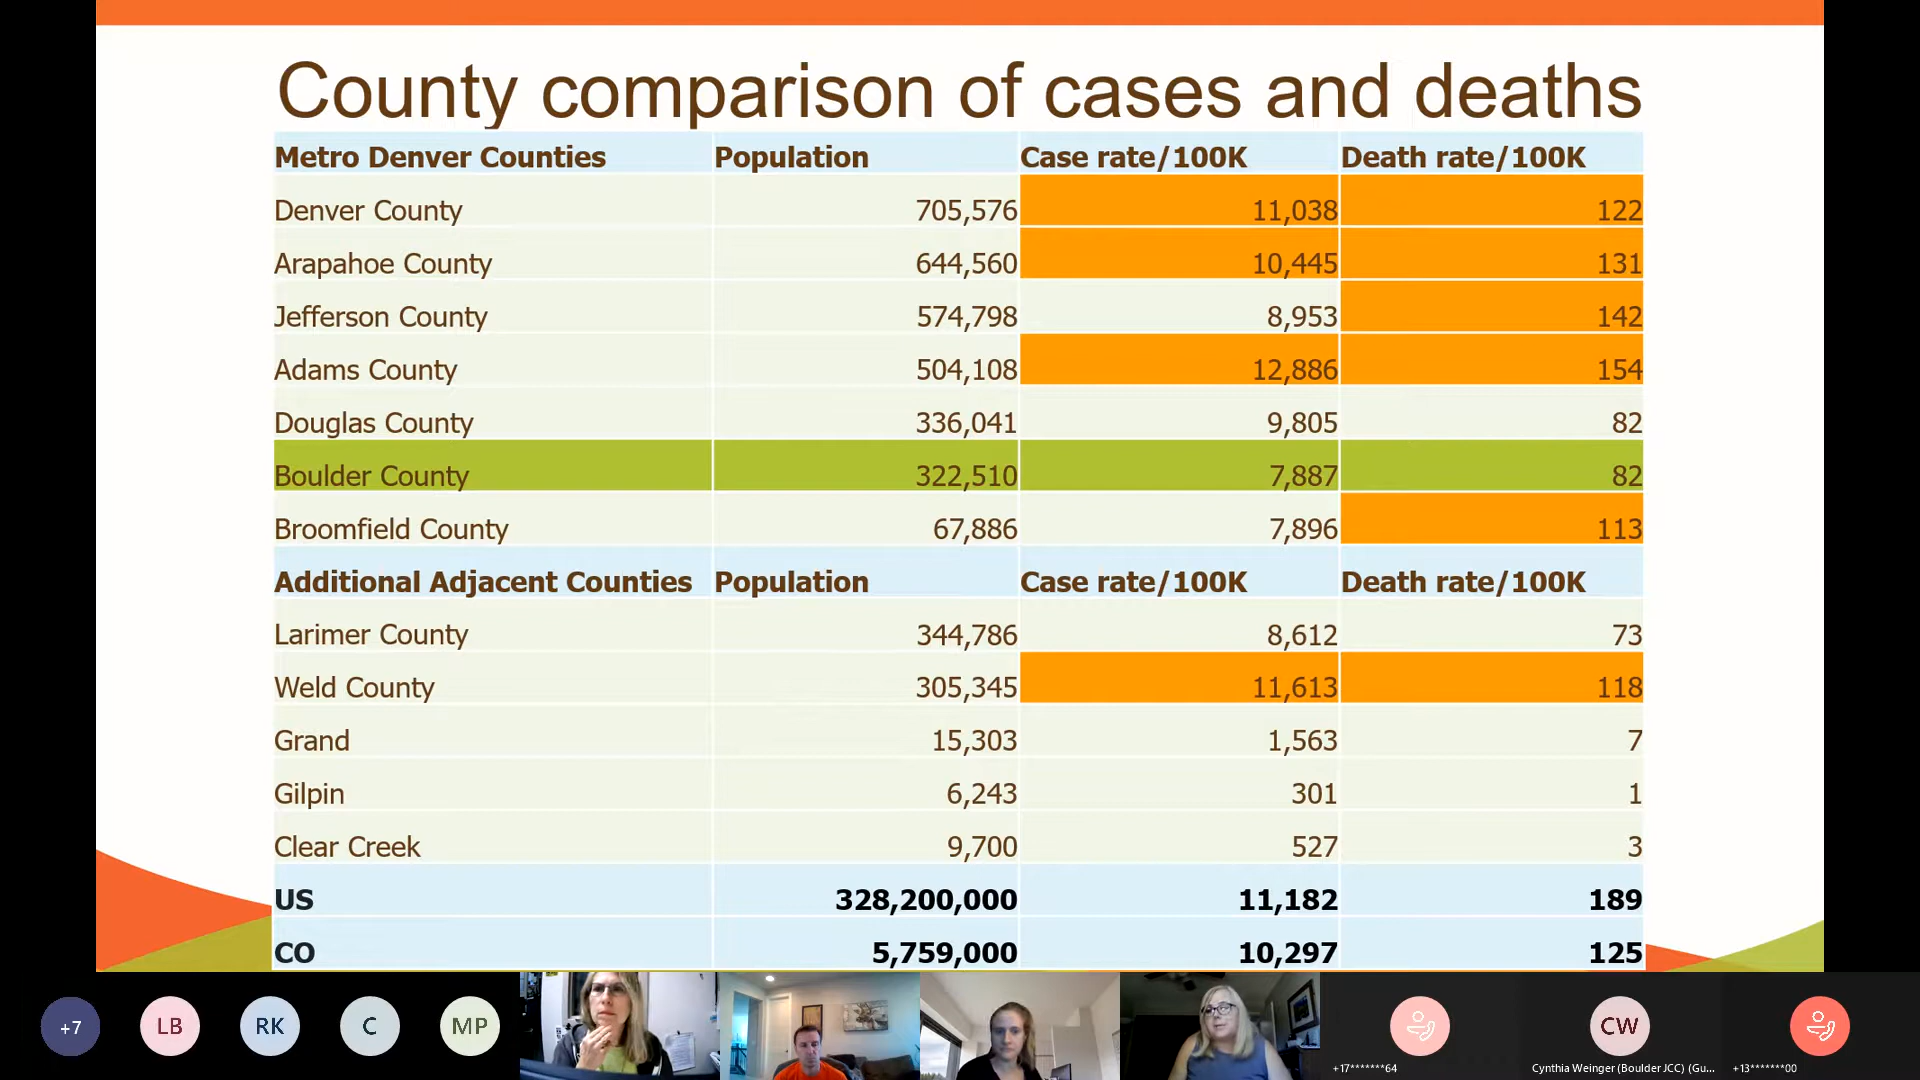 County comparison of cases and deaths
Metro Denver Counties Population Case rate/100K Death rate/100K
Denver County 705,576 11,038 122
Arapahoe County 644,560 10,445 131
Jefferson County 574,798 8,953 142
Adams County 504,108 12,886 154
Douglas County 336,041 9,805 82
Boulder County 322,510 7,887 82
Broomfield County 67,886 7,896 113
Additional Adjacent Counties Population Case rate/100K Death rate/100K
Larimer County 344,786 8,612 73
Weld County 305,345 11,613 118
Grand 15,303 1,563 7
Gilpin 6,243 301 1
Clear Creek 9,700 527 3
US 328,200,000 11,182 189
CO 5,759,000 10,297 125
+7 LB RK C MP CW
+17*******64 Cynthia Weinger (Boulder JCC) (Gu... +13*******00